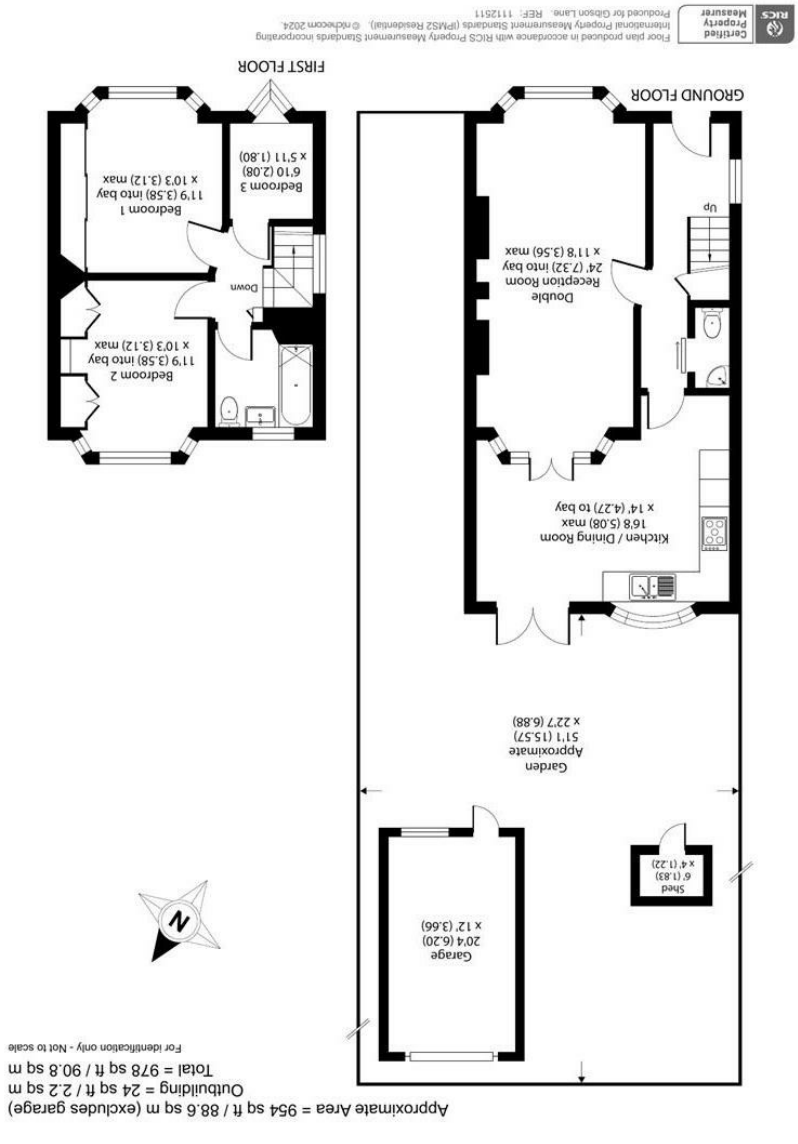 Approximate Area = 954 sq ft / 88.6 sq m (excludes garage)
Outbuilding = 24 sq ft / 2.2 sq m
Total = 978 sq ft / 90.8 sq m
For identification only - Not to scale
N
Garage
20'4 (6.20)
x 12' (3.66)
Shed
6' (1.83)
x 4' (1.22)
Garden
Approximate
51'1 (15.57)
x 22'7 (6.88)
Kitchen / Dining Room
16'8 (5.08) max
x 14' (4.27) to bay
Double
Reception Room
24' (7.32) into bay
x 11'8 (3.56) max
Up
GROUND FLOOR
Bedroom 2
11'9 (3.58) into bay
x 10'3 (3.12) max
Down
Bedroom 1
11'9 (3.58) into bay
x 10'3 (3.12) max
Bedroom 3
6'10 (2.08)
x 5'11 (1.80)
FIRST FLOOR
RICS
Certified
Property
Measurer
Floor plan produced in accordance with RICS Property Measurement Standards incorporating
International Property Measurement Standards (IPMS2 Residential). © nichecom 2024.
Produced for Gibson Lane. REF: 1112511